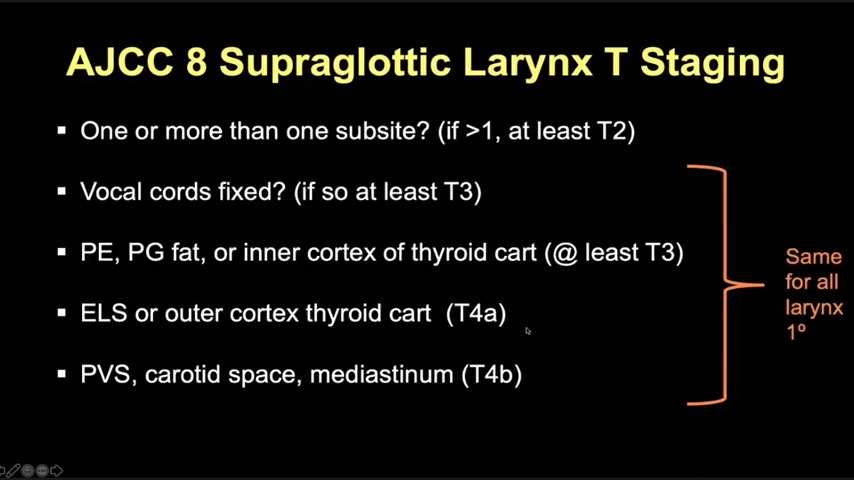 AJCC 8 Supraglottic Larynx T Staging
▪ One or more than one subsite? (if >1, at least T2)
▪ Vocal cords fixed? (if so at least T3)
▪ PE, PG fat, or inner cortex of thyroid cart (@ least T3)
▪ ELS or outer cortex thyroid cart (T4a)
▪ PVS, carotid space, mediastinum (T4b)
Same
for all
larynx
1º